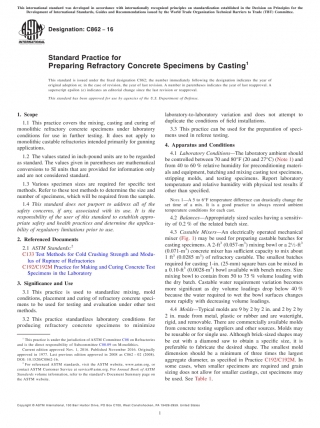 This international standard was developed in accordance with internationally recognized principles on standardization established in the Decision on Principles for the
Development of International Standards, Guides and Recommendations issued by the World Trade Organization Technical Barriers to Trade (TBT) Committee.
Designation: C862 − 16
INTERNATIONAL
Standard Practice for
Preparing Refractory Concrete Specimens by Casting1
This standard is issued under the fixed designation C862; the number immediately following the designation indicates the year of
original adoption or, in the case of revision, the year of last revision. A number in parentheses indicates the year of last reapproval. A
superscript epsilon (ε) indicates an editorial change since the last revision or reapproval.
This standard has been approved for use by agencies of the U.S. Department of Defense.
1. Scope
1.1 This practice covers the mixing, casting, and curing of
monolithic refractory concrete specimens under laboratory
conditions for use in further testing. It does not apply to
monolithic castable refractories intended primarily for gunning
applications.
1.2 The values stated in inch-pound units are to be regarded
as standard. The values given in parentheses are mathematical
conversions to SI units that are provided for information only
and are not considered standard.
1.3 Various specimen sizes are required for specific test
methods. Refer to these test methods to determine the size and
number of specimens, which will be required from the sample.
1.4 This standard does not purport to address all of the
safety concerns, if any, associated with its use. It is the
responsibility of the user of this standard to establish appro-
priate safety and health practices and determine the applica-
bility of regulatory limitations prior to use.
2. Referenced Documents
2.1 ASTM Standards:2
C133 Test Methods for Cold Crushing Strength and Modu-
lus of Rupture of Refractories
C192/C192M Practice for Making and Curing Concrete Test
Specimens in the Laboratory
3. Significance and Use
3.1 This practice is used to standardize mixing, mold
conditions, placement and curing of refractory concrete speci-
mens to be used for testing and evaluation under other test
methods.
3.2 This practice standardizes laboratory conditions for
producing refractory concrete specimens to minimize
1 This practice is under the jurisdiction of ASTM Committee C08 on Refractories
and is the direct responsibility of Subcommittee C08.09 on Monolithics.
Current edition approved Nov. 1, 2016. Published November 2016. Originally
approved in 1977. Last previous edition approved in 2008 as C862 – 02 (2008).
DOI: 10.1520/C0862-16.
2 For referenced ASTM standards, visit the ASTM website, www.astm.org, or
contact ASTM Customer Service at service@astm.org. For Annual Book of ASTM
Standards volume information, refer to the standard's Document Summary page on
the ASTM website.
laboratory-to-laboratory variation and does not attempt to
duplicate the conditions of field installations.
3.3 This practice can be used for the preparation of speci-
mens used in referee testing.
4. Apparatus and Conditions
4.1 Laboratory Conditions—The laboratory ambient should
be controlled between 70 and 80°F (20 and 27°C) (Note 1) and
from 40 to 60 % relative humidity for preconditioning materi-
als and equipment, batching and mixing casting test specimens,
stripping molds, and testing specimens. Report laboratory
temperature and relative humidity with physical test results if
other than specified.
NOTE 1—A 5 or 6°F temperature difference can drastically change the
set time of a mix. It is a good practice to always record ambient
temperature conditions for each cast.
4.2 Balances—Appropriately sized scales having a sensitiv-
ity of 0.2 % of the related batch size.
4.3 Castable Mixers—An electrically operated mechanical
mixer (Fig. 1) may be used for preparing castable batches for
casting specimens. A 2-ft3 (0.057-m3) mixing bowl or a 2½-ft3
(0.071-m3) concrete mixer has sufficient capacity to mix about
1 ft3 (0.0285 m3) of refractory castable. The smallest batches
required for casting 1-in. (25-mm) square bars can be mixed in
a 0.10-ft3 (0.0028-m3) bowl available with bench mixers. Size
mixing bowl to contain from 50 to 75 % volume loading with
the dry batch. Castable water requirement variation becomes
more significant as dry volume loadings drop below 40 %
because the water required to wet the bowl surfaces changes
more rapidly with decreasing volume loadings.
4.4 Molds—Typical molds are 9 by 2 by 2 in. and 2 by 2 by
2 in. made from metal, plastic or rubber and are watertight,
rigid, and removable. There are commercially available molds
from concrete testing suppliers and other sources. Molds may
be reusable or for single use. Although brick-sized shapes may
be cut with a diamond saw to obtain a specific size, it is
preferable to fabricate the desired shape. The smallest mold
dimension should be a minimum of three times the largest
aggregate diameter, as specified in Practice C192/C192M. In
some cases, when smaller specimens are required and grain
sizing does not allow for smaller castings, cut specimens may
be used. See Table 1.
Copyright © ASTM International, 100 Barr Harbor Drive, PO Box C700, West Conshohocken, PA 19428-2959. United States
1